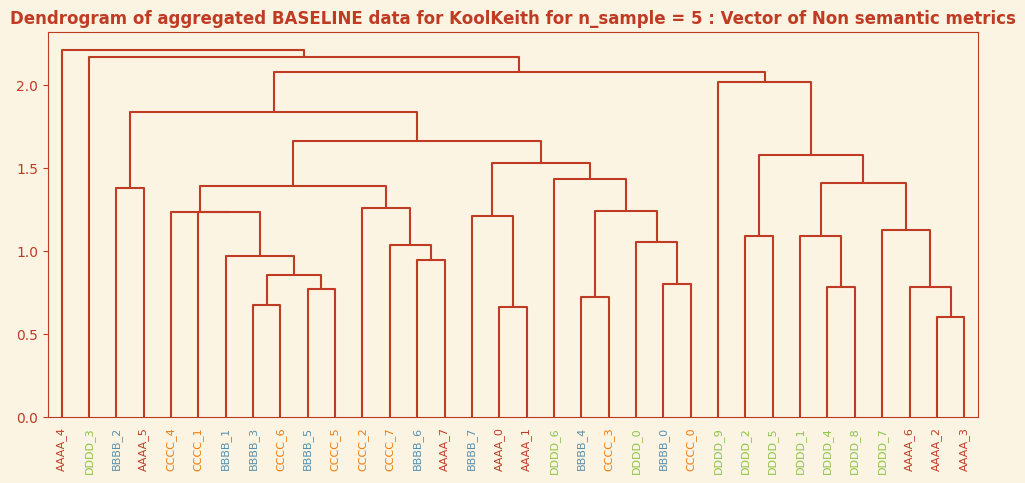 Dendrogram of aggregated BASELINE data for KoolKeith for n_sample = 5 : Vector of Non semantic metrics
2.0
1.5
1.0
0.5
0.0
AAAA_4
DDDD_3
BBBB_2
AAAA_5
CCCC_4
CCCC_1
BBBB_1
BBBB_3
CCCC_6
BBBB_5
CCCC_5
CCCC_2
CCCC_7
BBBB_6
AAAA_7
BBBB_7
AAAA_0
AAAA_1
DDDD_6
BBBB_4
CCCC_3
DDDD_0
BBBB_0
CCCC_0
DDDD_9
DDDD_2
DDDD_5
DDDD_1
DDDD_4
DDDD_8
DDDD_7
AAAA_6
AAAA_2
AAAA_3